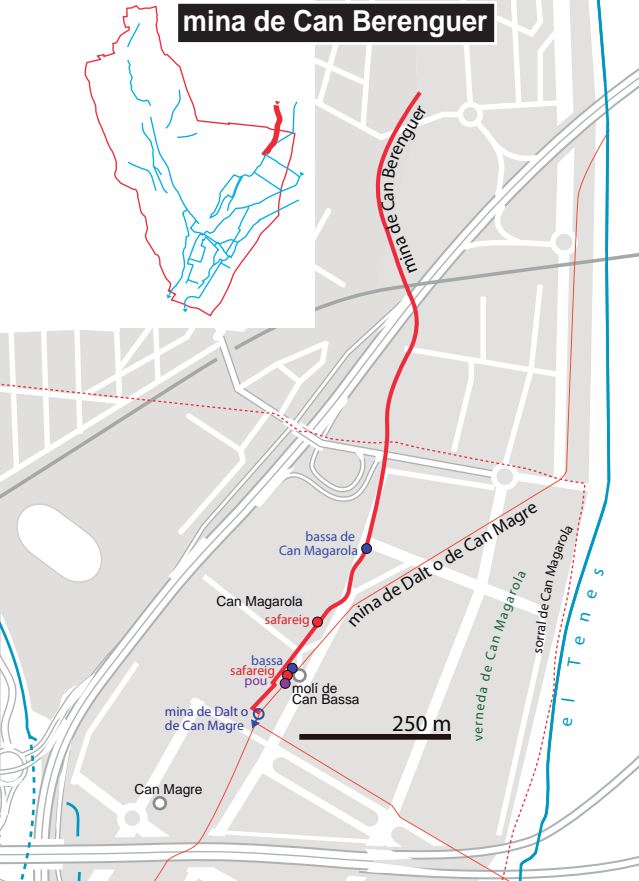 mina de Can Berenguer
mina de Can Berenguer
bassa de
Can Magarola
mina de Dalt o de Can Magre
Can Magarola
safareig
verneda de Can Magarola
sorral de Can Magarola
el Tenes
bassa
safareig
pou
molí de
Can Bassa
mina de Dalt o
de Can Magre
250 m
Can Magre